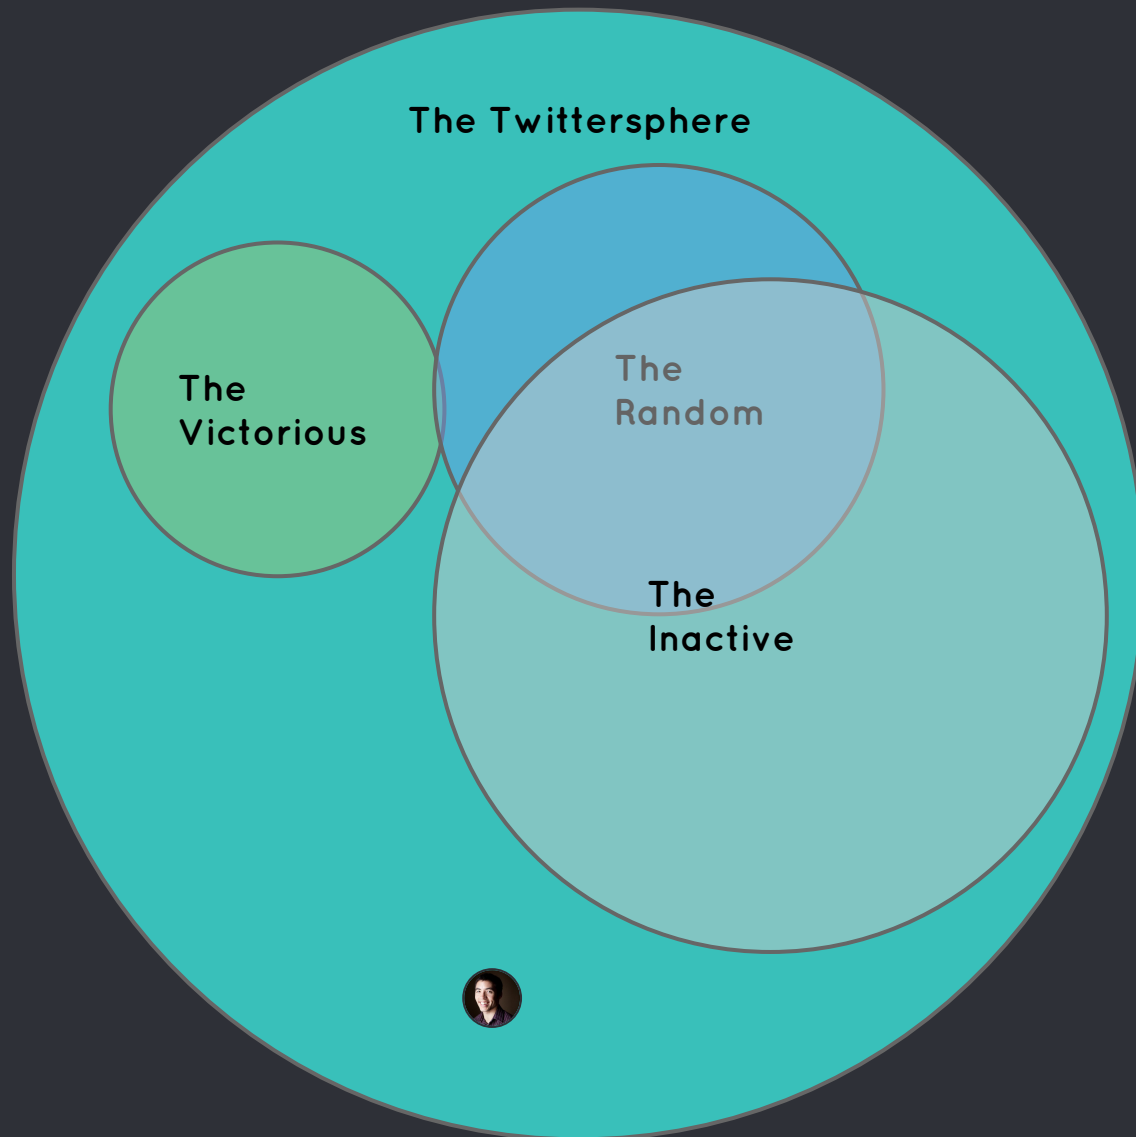 The Twittersphere
The
Victorious
The
Random
The
Inactive